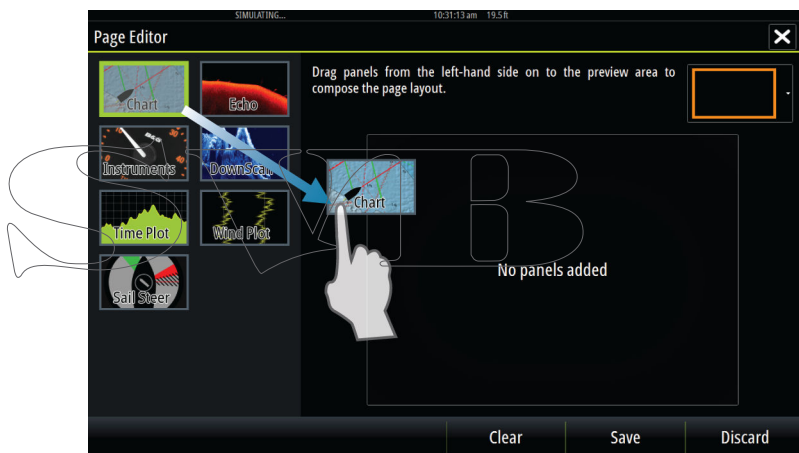 SIMULATING... 10:31:13 am 19.5 ft
Page Editor
Drag panels from the left-hand side on to the preview area to
compose the page layout.
Chart Echo
Instruments DownScan
Chart
Time Plot Wind Plot
No panels added
Sail Steer
Clear Save Discard
SVB